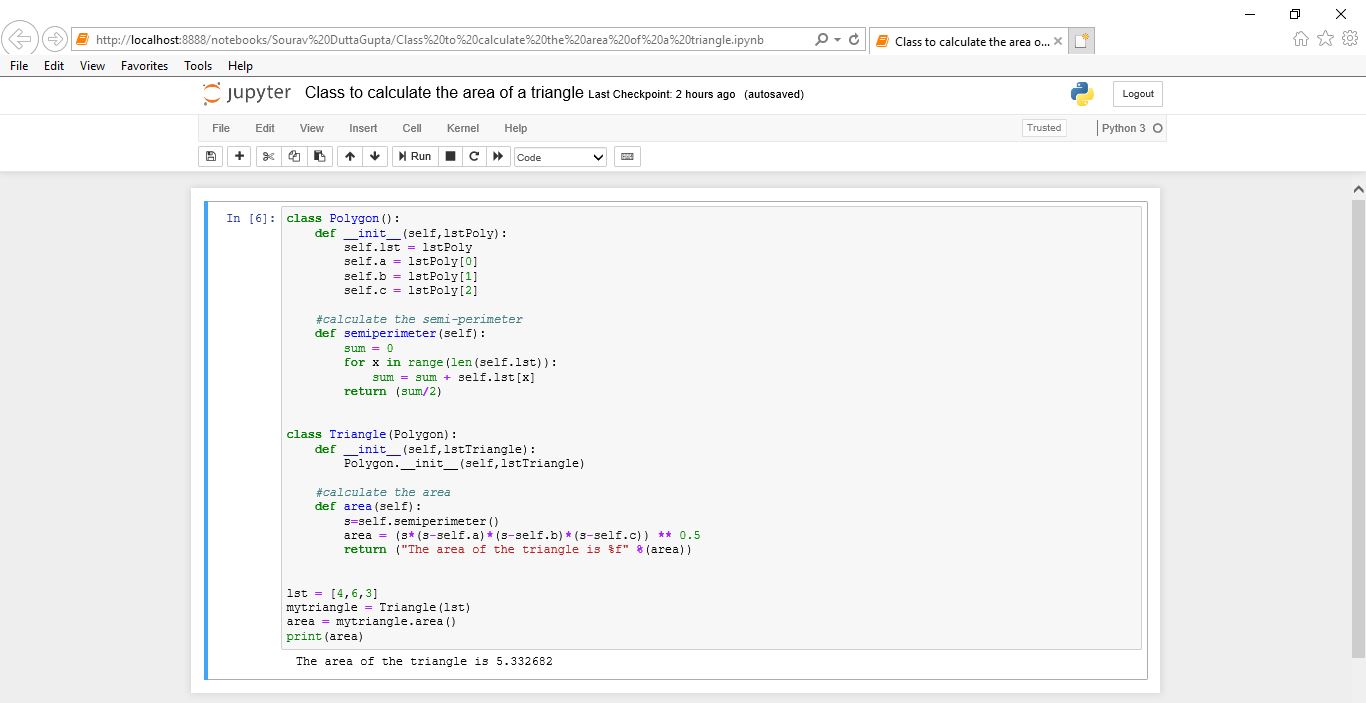 http://localhost:8888/notebooks/Sourav%20DuttaGupta/Class%20to%20calculate%20the%20area%20of%20a%20triangle.ipynb
Class to calculate the area o...
File Edit View Favorites Tools Help
jupyter Class to calculate the area of a triangle Last Checkpoint: 2 hours ago (autosaved)
Logout
File Edit View Insert Cell Kernel Help
Trusted
Python 3
Run
Code
In [6]:
class Polygon():
    def __init__(self,lstPoly):
        self.lst = lstPoly
        self.a = lstPoly[0]
        self.b = lstPoly[1]
        self.c = lstPoly[2]
    #calculate the semi-perimeter
    def semiperimeter(self):
        sum = 0
        for x in range(len(self.lst)):
            sum = sum + self.lst[x]
        return (sum/2)
class Triangle(Polygon):
    def __init__(self,lstTriangle):
        Polygon.__init__(self,lstTriangle)
    #calculate the area
    def area(self):
        s=self.semiperimeter()
        area = (s*(s-self.a)*(s-self.b)*(s-self.c)) ** 0.5
        return ("The area of the triangle is %f" %(area))
lst = [4,6,3]
mytriangle = Triangle(lst)
area = mytriangle.area()
print(area)
The area of the triangle is 5.332682